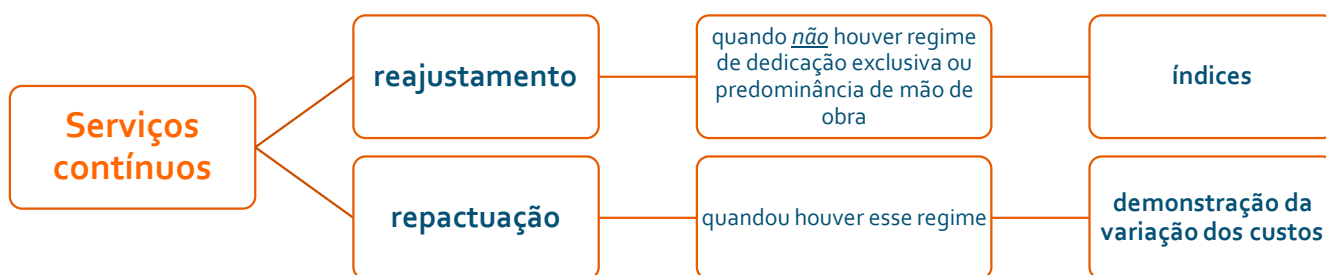 Serviços
contínuos
reajustamento
quando não houver regime
de dedicação exclusiva ou
predominância de mão de
obra
índices
repactuação
quandou houver esse regime
demonstração da
variação dos custos